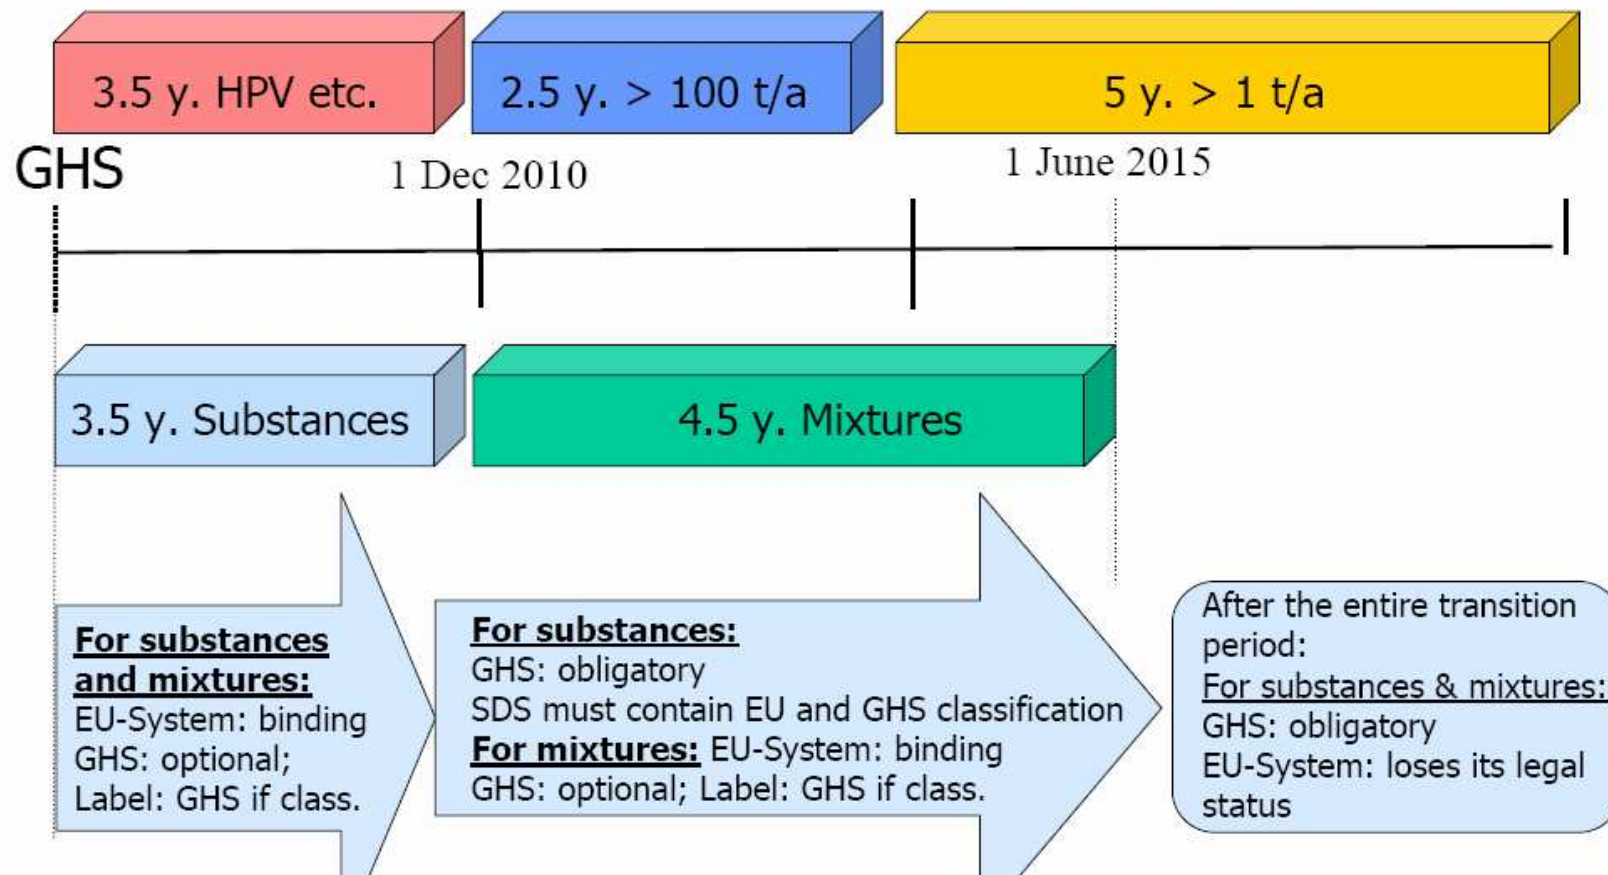 3.5 y. HPV etc.
2.5 y. > 100 t/a
5 y. > 1 t/a
GHS
1 Dec 2010
1 June 2015
3.5 y. Substances
4.5 y. Mixtures
For substances
and mixtures:
EU-System: binding
GHS: optional;
Label: GHS if class.
For substances:
GHS: obligatory
SDS must contain EU and GHS classification
For mixtures: EU-System: binding
GHS: optional; Label: GHS if class.
After the entire transition
period:
For substances & mixtures:
GHS: obligatory
EU-System: loses its legal
status